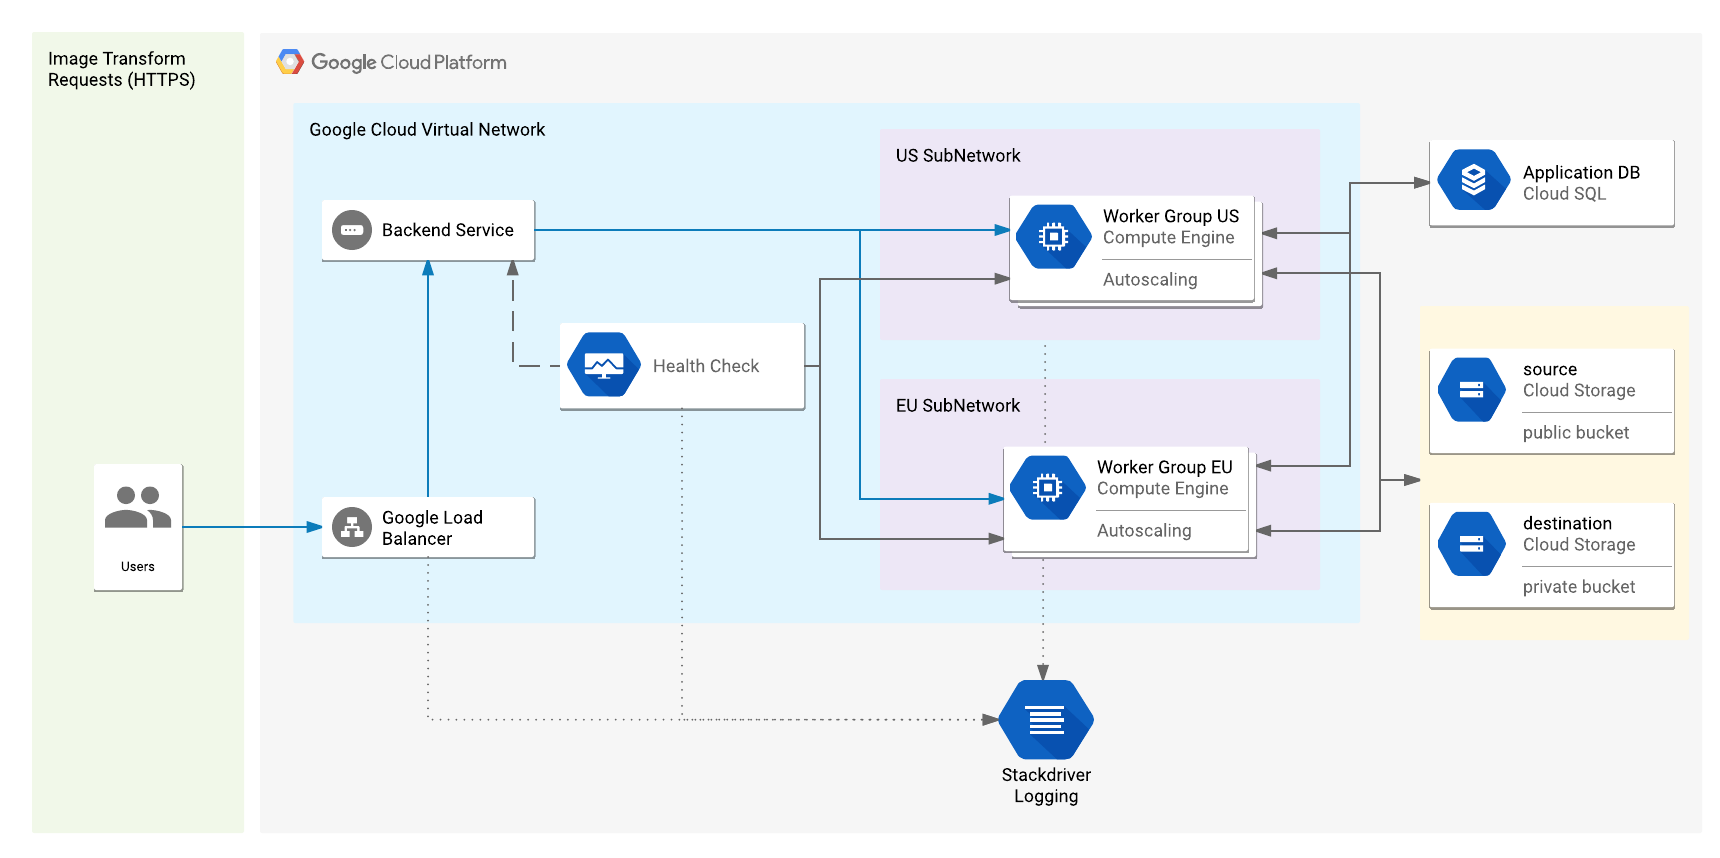 Image Transform
Requests (HTTPS)
Google Cloud Platform
Google Cloud Virtual Network
US SubNetwork
Application DB
Cloud SQL
Backend Service
Worker Group US
Compute Engine
Autoscaling
Health Check
source
Cloud Storage
public bucket
EU SubNetwork
Worker Group EU
Compute Engine
Autoscaling
Users
Google Load
Balancer
destination
Cloud Storage
private bucket
Stackdriver
Logging